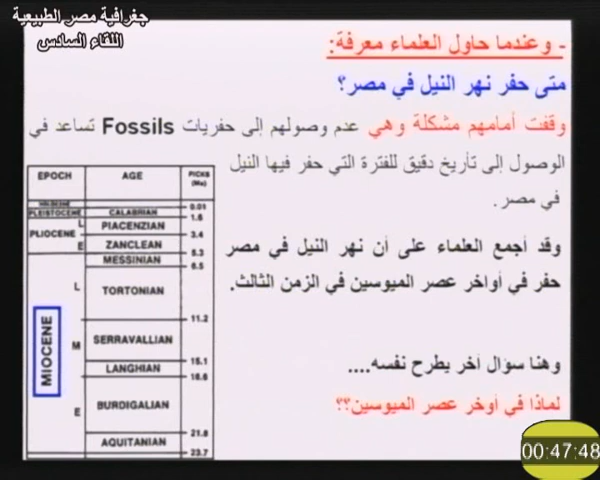 جغرافية مصر الطبيعية
اللقاء السادس
- وعندما حاول العلماء معرفة:
متى حفر نهر النيل في مصر؟
وقفت أمامهم مشكلة وهي عدم وصولهم إلى حفريات Fossils تساعد في
الوصول إلى تأريخ دقيق للفترة التي حفر فيها النيل
في مصر.
وقد أجمع العلماء على أن نهر النيل في مصر
حفر في أواخر عصر الميوسين في الزمن الثالث.
وهنا سؤال آخر يطرح نفسه....
لماذا في أوخر عصر الميوسين؟؟
EPOCH AGE PICKS
(Ma)
0.01
PLEISTOCENE CALABRIAN
1.6
PLIOCENE L PIACENZIAN
3.4
E ZANCLEAN
5.3
MESSINIAN
6.5
MIOCENE
L TORTONIAN
11.2
M SERRAVALLIAN
15.1
LANGHIAN
16.6
E BURDIGALIAN
21.8
AQUITANIAN
23.7
00:47:48